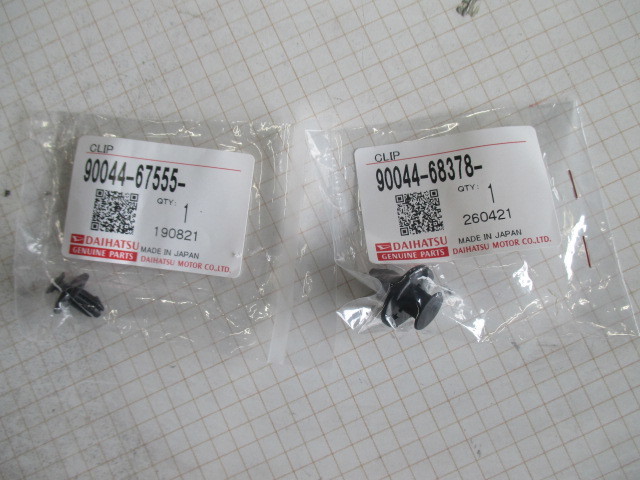 CLIP
90044-67555-
QTY:
1
190821
DAIHATSU
GENUINE PARTS
MADE IN JAPAN
DAIHATSU MOTOR CO.,LTD.
CLIP
90044-68378-
QTY:
1
260421
DAIHATSU
GENUINE PARTS
MADE IN JAPAN
DAIHATSU MOTOR CO.,LTD.